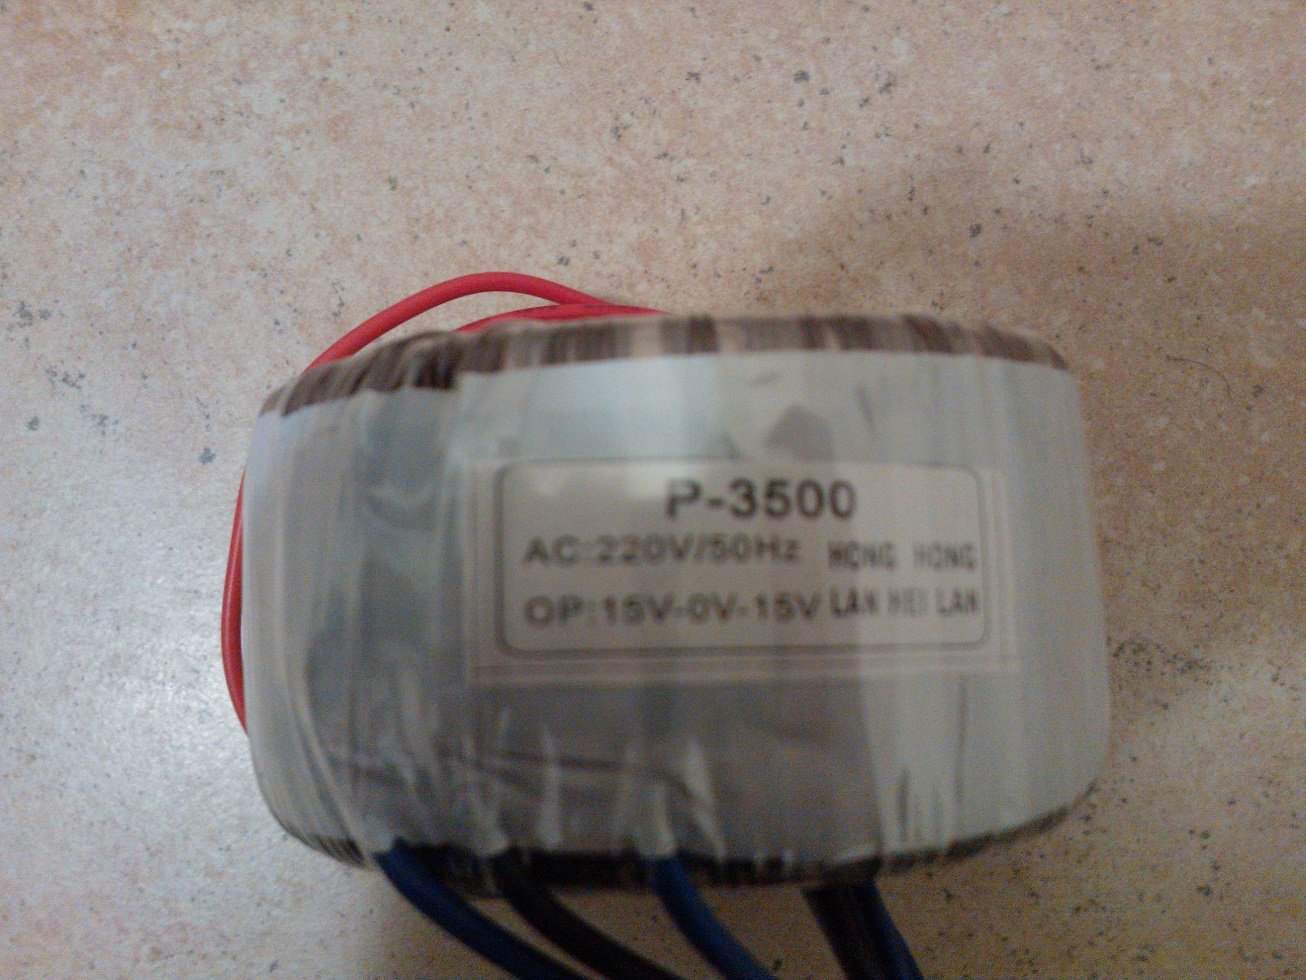 P-3500
AC:220V/50Hz HONG HONG
OP:15V-0V-15V LAN HEI LAN